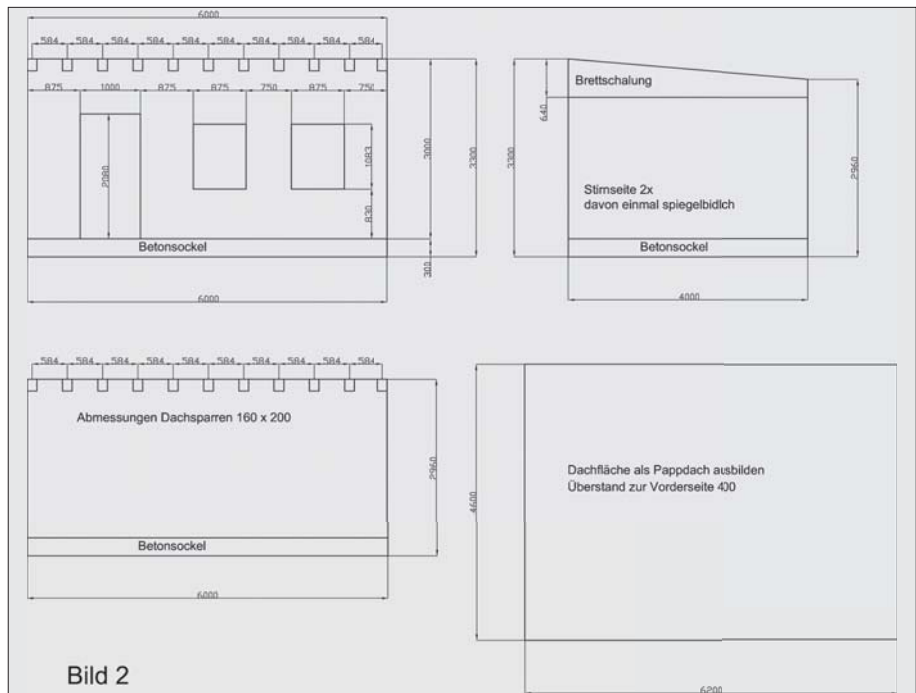 6000
584 584 584 584 584 584 584 584 584 584
875 1000 875 875 750 875 750
2080
1083
830
3000
3300
Betonsockel
300
6000
Brettschalung
640
3300
2960
Stirnseite 2x
davon einmal spiegelbidlich
Betonsockel
4000
584 584 584 584 584 584 584 584 584 584
Abmessungen Dachsparren 160 x 200
2960
Betonsockel
6000
4600
Dachfläche als Pappdach ausbilden
Überstand zur Vorderseite 400
6200
Bild 2